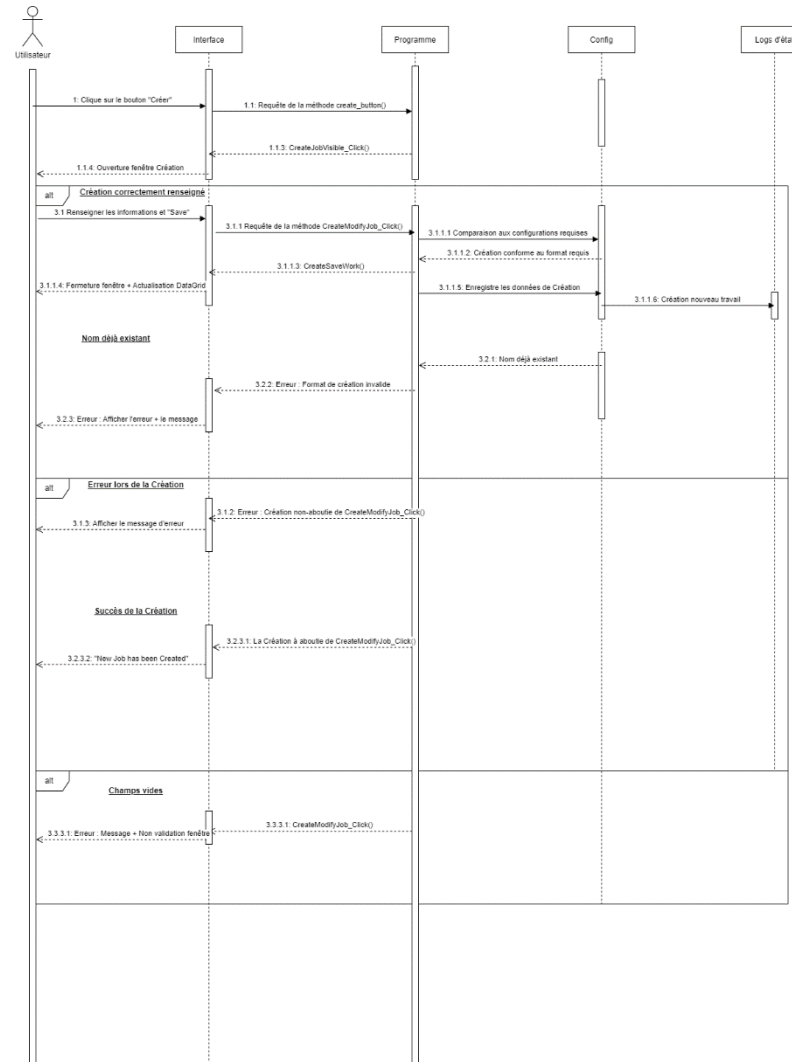 Utilisateur
Interface
Programme
Config
Logs d'éta
1: Clique sur le bouton "Créer"
1.1: Requête de la méthode create_button()
1.1.3: CreateJobVisible_Click()
1.1.4: Ouverture fenêtre Création
alt
Création correctement renseigné
3.1 Renseigner les informations et "Save"
3.1.1 Requête de la méthode CreateModifyJob_Click()
3.1.1.1 Comparaison aux configurations requises
3.1.1.2: Création conforme au format requis
3.1.1.3: CreateSaveWork()
3.1.1.4: Fermeture fenêtre + Actualisation DataGrid
3.1.1.5: Enregistre les données de Création
3.1.1.6: Création nouveau travail
Nom déjà existant
3.2.1: Nom déjà existant
3.2.2: Erreur : Format de création invalide
3.2.3: Erreur : Afficher l'erreur + le message
alt
Erreur lors de la Création
3.1.2: Erreur : Création non-aboutie de CreateModifyJob_Click()
3.1.3: Afficher le message d'erreur
Succès de la Création
3.2.3.1: La Création à aboutie de CreateModifyJob_Click()
3.2.3.2: "New Job has been Created"
alt
Champs vides
3.3.3.1: CreateModifyJob_Click()
3.3.3.1: Erreur : Message + Non validation fenêtre